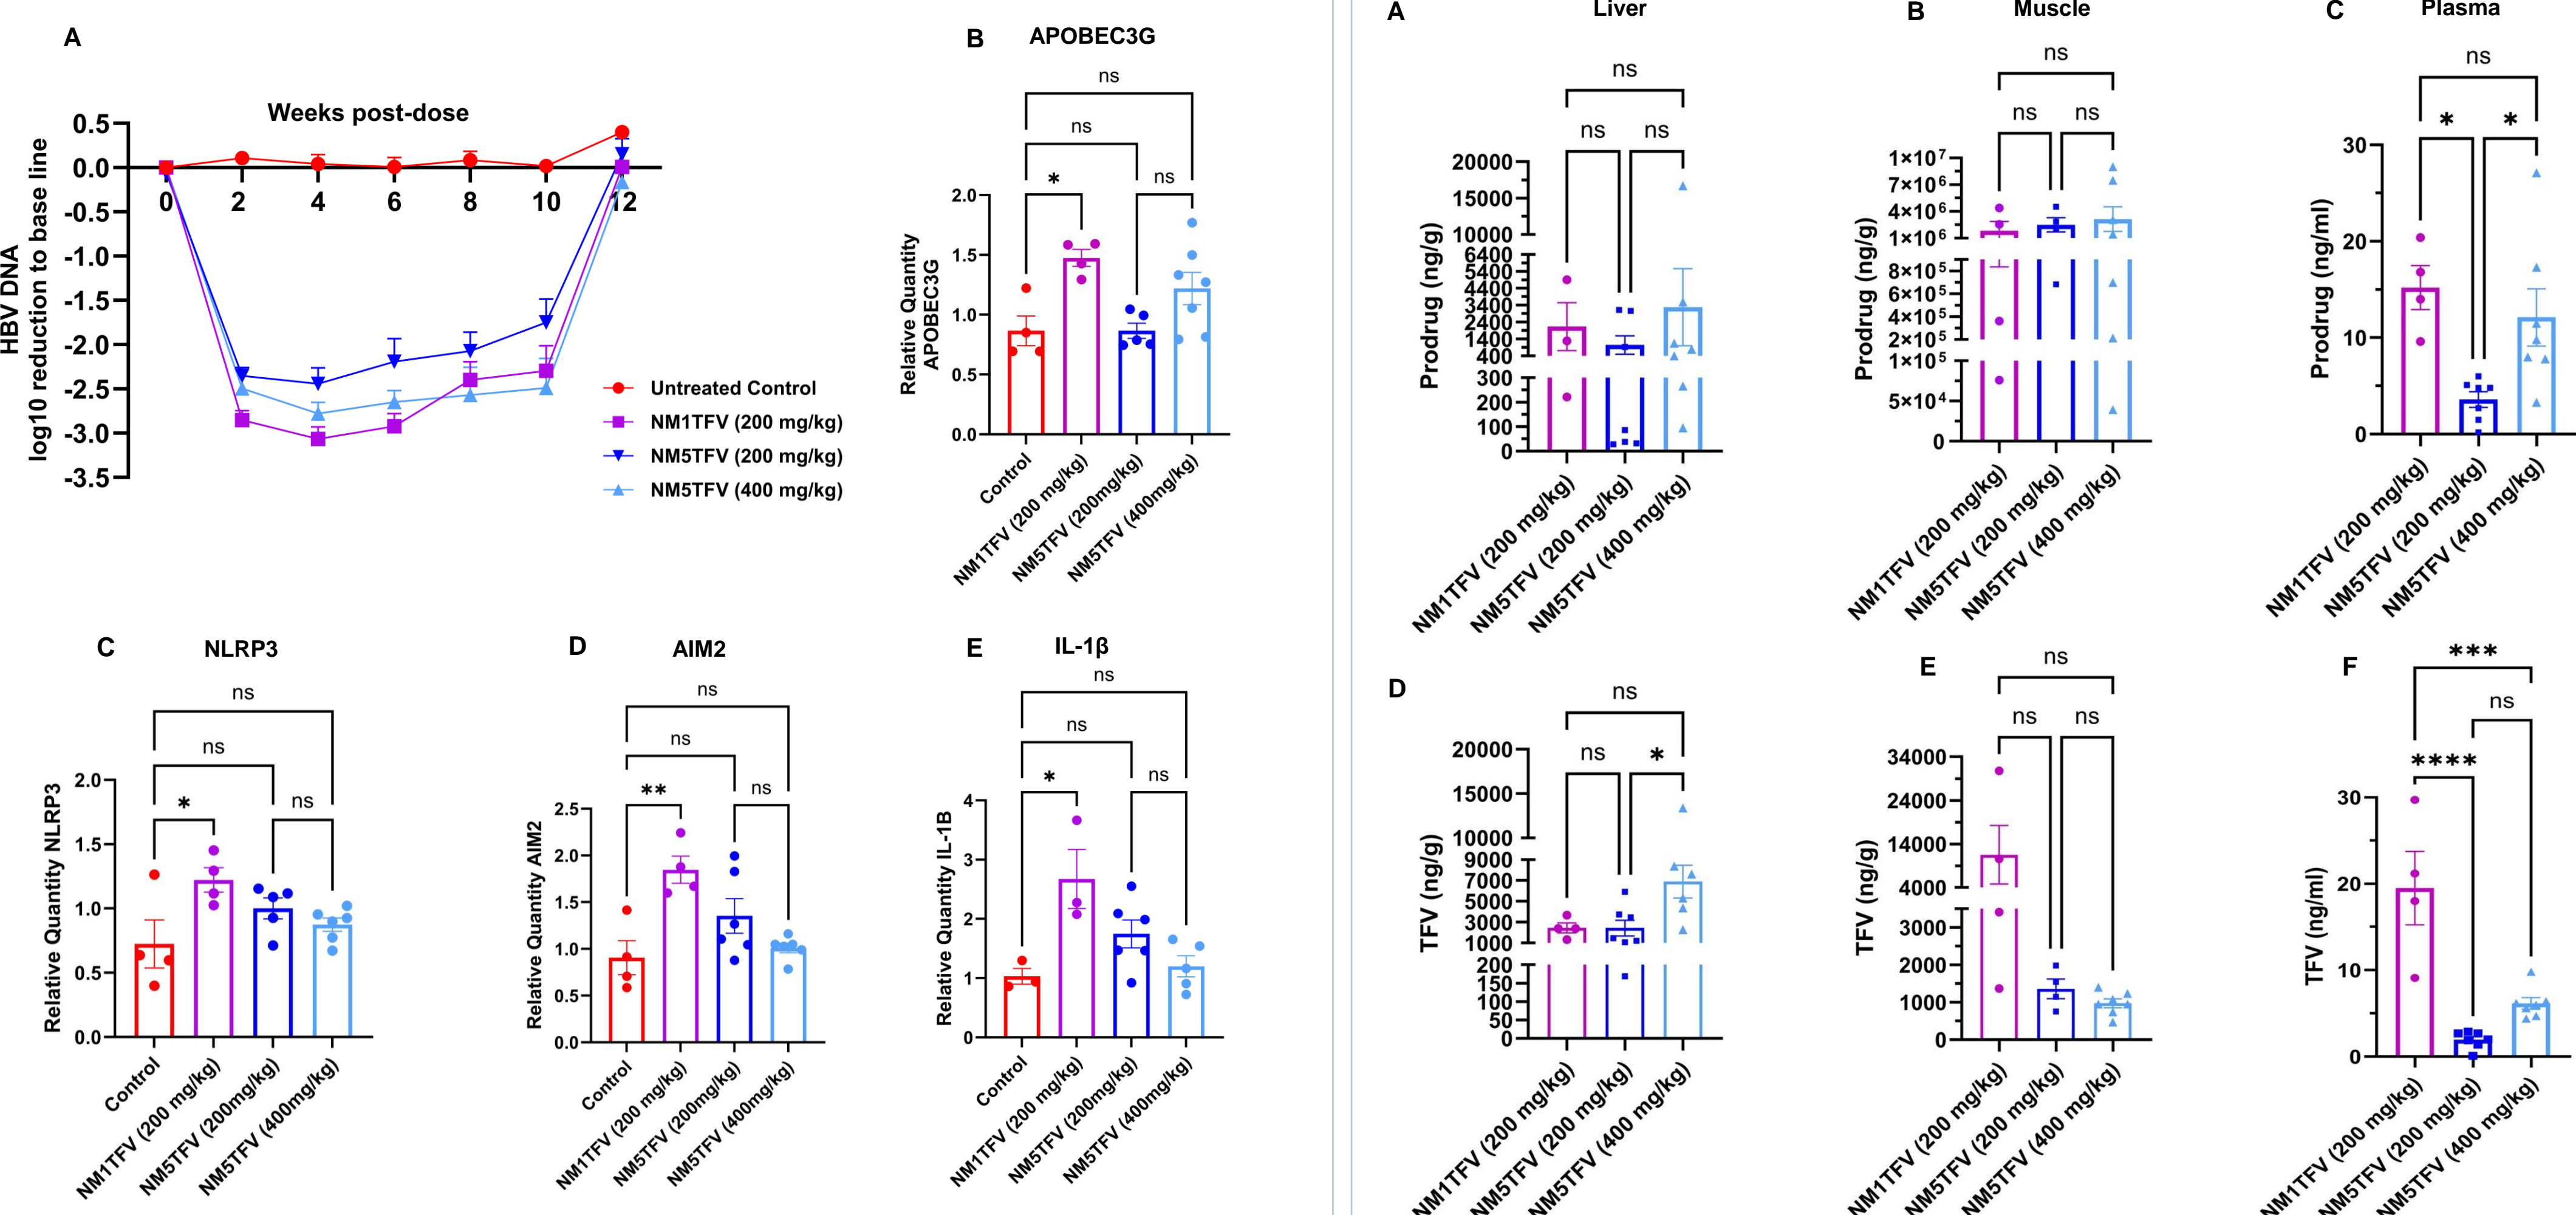 A
Weeks post-dose
HBV DNA
log10 reduction to base line
0.5
0.0
-0.5
-1.0
-1.5
-2.0
-2.5
-3.0
-3.5
0 2 4 6 8 10 12
Untreated Control
NM1TFV (200 mg/kg)
NM5TFV (200 mg/kg)
NM5TFV (400 mg/kg)
B APOBEC3G
ns
ns
* ns
Relative Quantity
APOBEC3G
2.0
1.5
1.0
0.5
0.0
Control
NM1TFV (200 mg/kg)
NM5TFV (200mg/kg)
NM5TFV (400mg/kg)
C NLRP3
ns
ns
* ns
Relative Quantity NLRP3
2.0
1.5
1.0
0.5
0.0
Control
NM1TFV (200 mg/kg)
NM5TFV (200mg/kg)
NM5TFV (400mg/kg)
D AIM2
ns
ns
** ns
Relative Quantity AIM2
2.5
2.0
1.5
1.0
0.5
0.0
Control
NM1TFV (200 mg/kg)
NM5TFV (200mg/kg)
NM5TFV (400mg/kg)
E IL-1β
ns
ns
* ns
Relative Quantity IL-1B
4
3
2
1
0
Control
NM1TFV (200 mg/kg)
NM5TFV (200mg/kg)
NM5TFV (400mg/kg)
A Liver
ns
ns ns
Prodrug (ng/g)
20000
15000
10000
6400
5400
4400
3400
2400
1400
400
300
200
100
0
NM1TFV (200 mg/kg)
NM5TFV (200 mg/kg)
NM5TFV (400 mg/kg)
B Muscle
ns
ns ns
Prodrug (ng/g)
1×10⁷
7×10⁶
4×10⁶
1×10⁶
8×10⁵
6×10⁵
4×10⁵
2×10⁵
1×10⁵
5×10⁴
0
NM1TFV (200 mg/kg)
NM5TFV (200 mg/kg)
NM5TFV (400 mg/kg)
C Plasma
ns
* *
Prodrug (ng/ml)
30
20
10
0
NM1TFV (200 mg/kg)
NM5TFV (200 mg/kg)
NM5TFV (400 mg/kg)
D
ns
ns *
TFV (ng/g)
20000
15000
10000
9000
7000
5000
3000
1000
200
150
100
50
0
NM1TFV (200 mg/kg)
NM5TFV (200 mg/kg)
NM5TFV (400 mg/kg)
E
ns
ns ns
TFV (ng/g)
34000
24000
14000
4000
3000
2000
1000
0
NM1TFV (200 mg/kg)
NM5TFV (200 mg/kg)
NM5TFV (400 mg/kg)
F
***
ns
****
TFV (ng/ml)
30
20
10
0
NM1TFV (200 mg/kg)
NM5TFV (200 mg/kg)
NM5TFV (400 mg/kg)